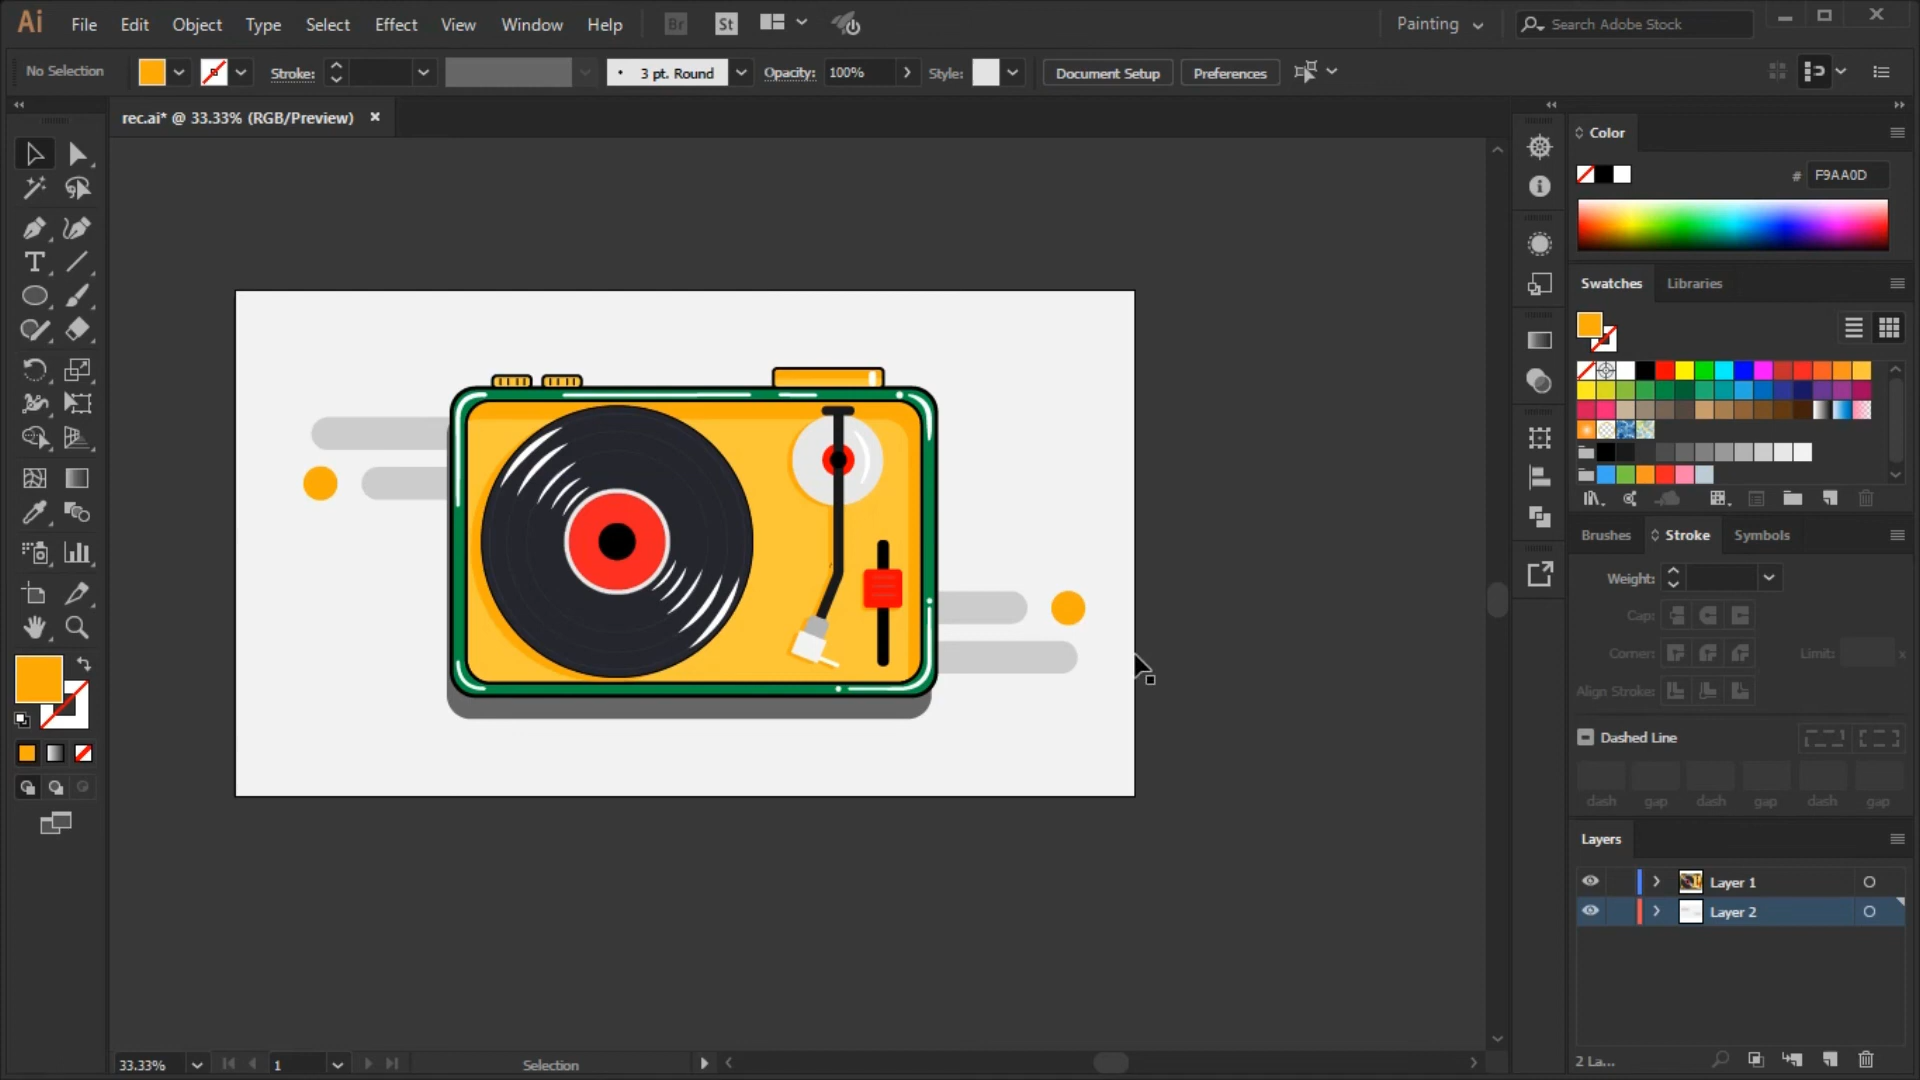 Ai File Edit Object Type Select Effect View Window Help Br St Painting Search Adobe Stock
No Selection Stroke: 3 pt. Round Opacity: 100% Style: Document Setup Preferences
rec.ai* @ 33.33% (RGB/Preview)
Color
# F9AA0D
Swatches Libraries
Brushes Stroke Symbols
Weight:
Cap:
Corner: Limit: x
Align Stroke:
Dashed Line
dash gap dash gap dash gap
Layers
Layer 1
Layer 2
2 La...
33.33% 1 Selection